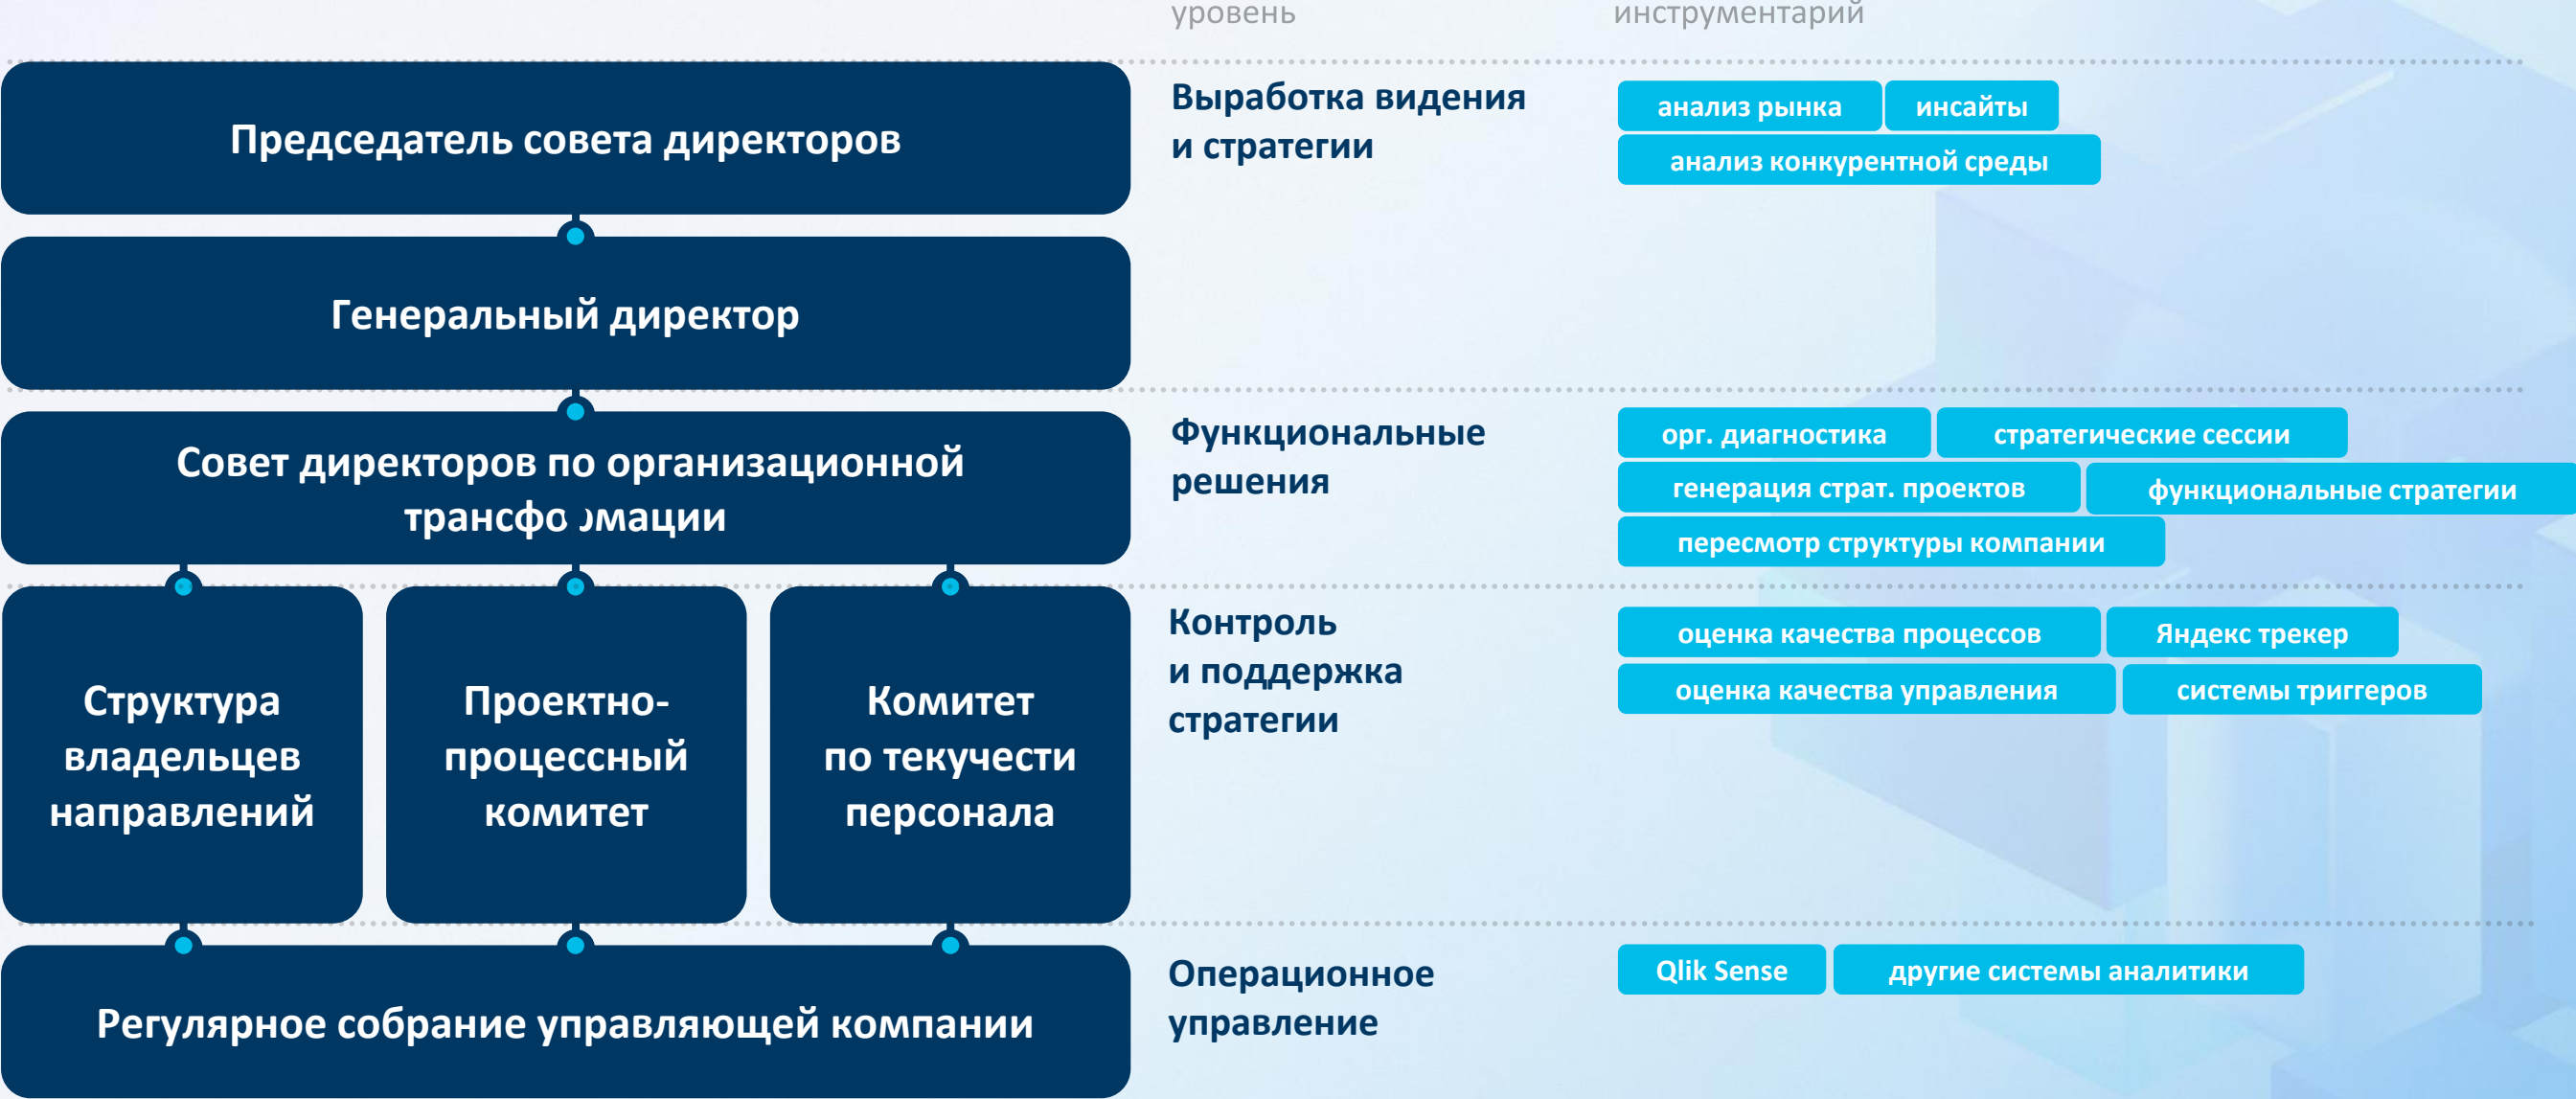 уровень
инструментарий
Председатель совета директоров
Выработка видения
и стратегии
анализ рынка
инсайты
анализ конкурентной среды
Генеральный директор
Совет директоров по организационной
трансформации
Функциональные
решения
орг. диагностика
стратегические сессии
генерация страт. проектов
функциональные стратегии
пересмотр структуры компании
Структура
владельцев
направлений
Проектно-
процессный
комитет
Комитет
по текучести
персонала
Контроль
и поддержка
стратегии
оценка качества процессов
Яндекс трекер
оценка качества управления
системы триггеров
Регулярное собрание управляющей компании
Операционное
управление
Qlik Sense
другие системы аналитики